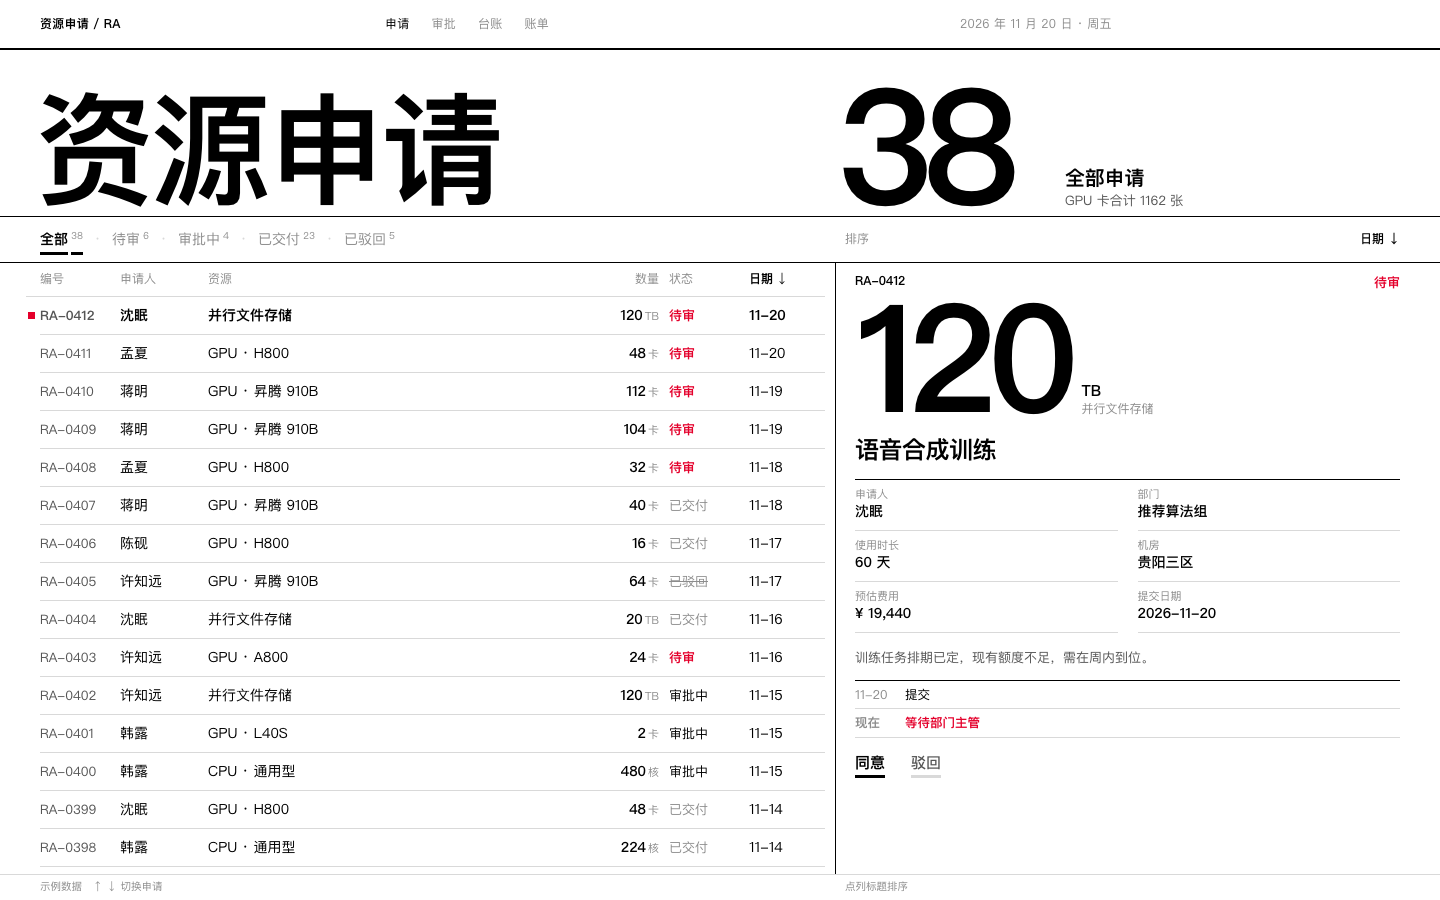 资源申请 / RA
申请 审批 台账 账单
2026 年 11 月 20 日 · 周五
资源申请
38
全部申请
GPU 卡合计 1162 张
全部 38 · 待审 6 · 审批中 4 · 已交付 23 · 已驳回 5
排序 日期 ↓
编号 申请人 资源 数量 状态 日期 ↓
RA-0412 沈眠 并行文件存储 120 TB 待审 11-20
RA-0411 孟夏 GPU · H800 48 卡 待审 11-20
RA-0410 蒋明 GPU · 昇腾 910B 112 卡 待审 11-19
RA-0409 蒋明 GPU · 昇腾 910B 104 卡 待审 11-19
RA-0408 孟夏 GPU · H800 32 卡 待审 11-18
RA-0407 蒋明 GPU · 昇腾 910B 40 卡 已交付 11-18
RA-0406 陈砚 GPU · H800 16 卡 已交付 11-17
RA-0405 许知远 GPU · 昇腾 910B 64 卡 已驳回 11-17
RA-0404 沈眠 并行文件存储 20 TB 已交付 11-16
RA-0403 许知远 GPU · A800 24 卡 待审 11-16
RA-0402 许知远 并行文件存储 120 TB 审批中 11-15
RA-0401 韩露 GPU · L40S 2 卡 审批中 11-15
RA-0400 韩露 CPU · 通用型 480 核 审批中 11-15
RA-0399 沈眠 GPU · H800 48 卡 已交付 11-14
RA-0398 韩露 CPU · 通用型 224 核 已交付 11-14
RA-0412 待审
120 TB
并行文件存储
语音合成训练
申请人 部门
沈眠 推荐算法组
使用时长 机房
60 天 贵阳三区
预估费用 提交日期
¥ 19,440 2026-11-20
训练任务排期已定，现有额度不足，需在周内到位。
11-20 提交
现在 等待部门主管
同意 驳回
示例数据 ↑ ↓ 切换申请
点列标题排序